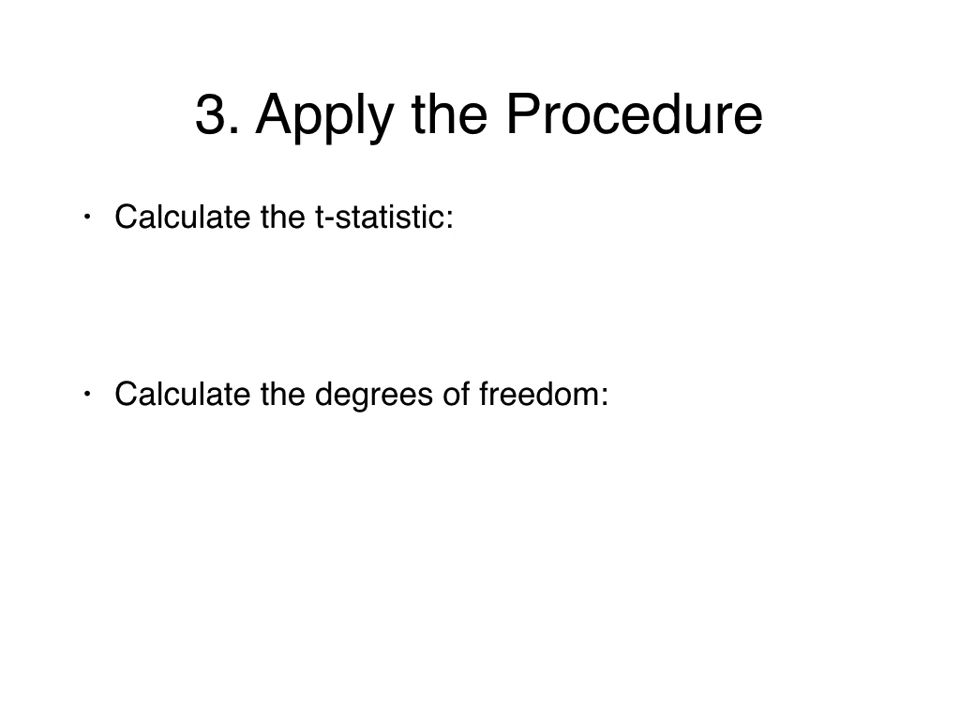 3. Apply the Procedure
• Calculate the t-statistic:
• Calculate the degrees of freedom: